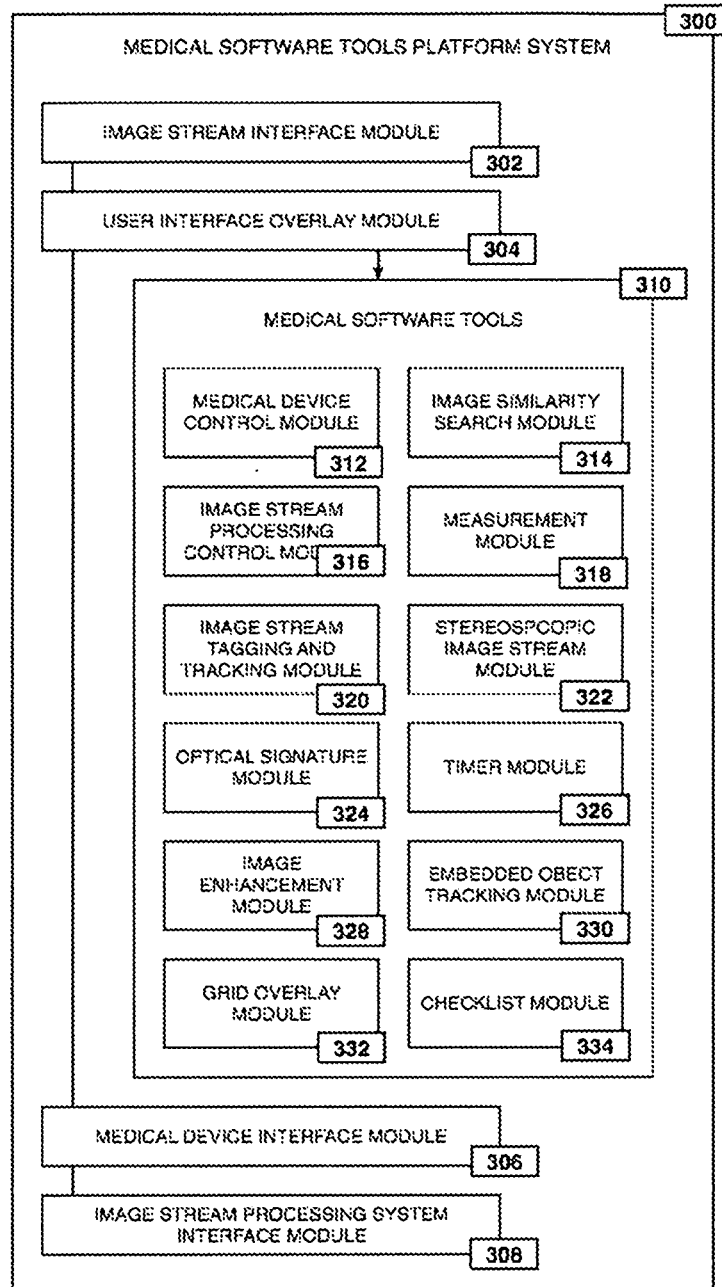 300
MEDICAL SOFTWARE TOOLS PLATFORM SYSTEM
IMAGE STREAM INTERFACE MODULE
302
USER INTERFACE OVERLAY MODULE
304
310
MEDICAL SOFTWARE TOOLS
MEDICAL DEVICE
CONTROL MODULE
312
IMAGE SIMILARITY
SEARCH MODULE
314
IMAGE STREAM
PROCESSING
CONTROL MOD
316
MEASUREMENT
MODULE
318
IMAGE STREAM
TAGGING AND
TRACKING MODULE
320
STEREOSPCOPIC
IMAGE STREAM
MODULE
322
OPTICAL SIGNATURE
MODULE
324
TIMER MODULE
326
IMAGE
ENHANCEMENT
MODULE
328
EMBEDDED OBECT
TRACKING MODULE
330
GRID OVERLAY
MODULE
332
CHECKLIST MODULE
334
MEDICAL DEVICE INTERFACE MODULE
306
IMAGE STREAM PROCESSING SYSTEM
INTERFACE MODULE
308